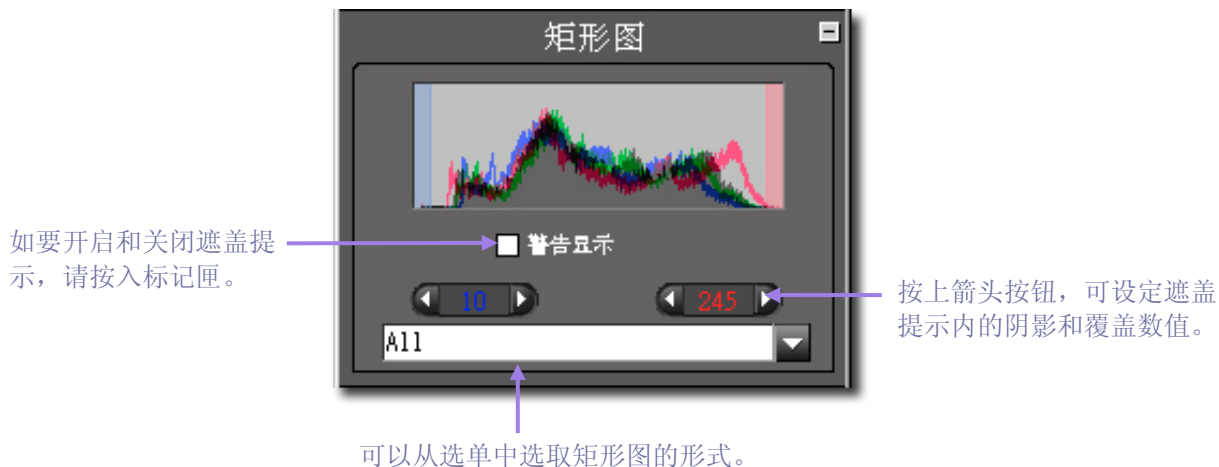 矩形图
如要开启和关闭遮盖提
示，请按入标记匣。
警告显示
10
245
All
按上箭头按钮，可设定遮盖
提示内的阴影和覆盖数值。
可以从选单中选取矩形图的形式。